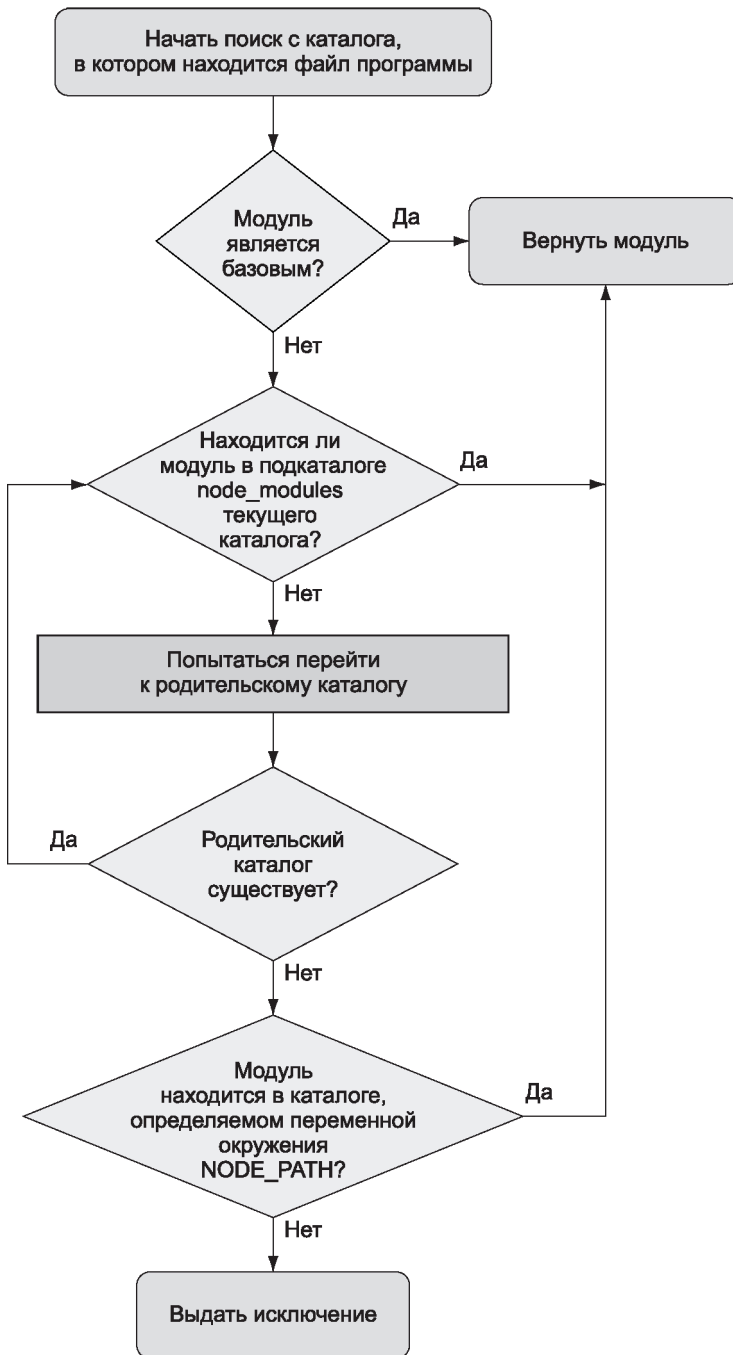 Начать поиск с каталога,
в котором находится файл программы
Модуль
является
базовым?
Да
Вернуть модуль
Нет
Находится ли
модуль в подкаталоге
node_modules
текущего
каталога?
Да
Нет
Попытаться перейти
к родительскому каталогу
Да
Родительский
каталог
существует?
Нет
Модуль
находится в каталоге,
определяемом переменной
окружения
NODE_PATH?
Да
Нет
Выдать исключение